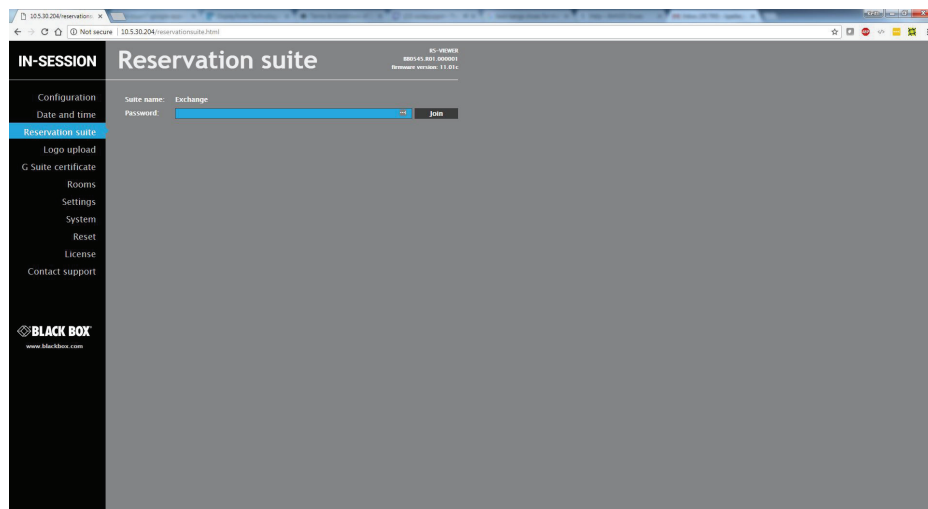 10.5.30.204/reservation
Not secure
10.5.30.204/reservationsuite.html
IN-SESSION
Reservation suite
RS-VIEWER
880545.R01.000001
firmware version: 11.01c
Configuration
Date and time
Reservation suite
Logo upload
G Suite certificate
Rooms
Settings
System
Reset
License
Contact support
Suite name: Exchange
Password:
Join
BLACK BOX
www.blackbox.com